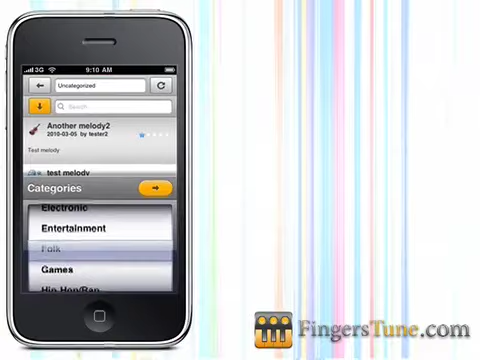 3G 9:10 AM
Uncategorized
Search
Another melody2
2010-03-05 by tester2
Test melody
test melody
Categories
Electronic
Entertainment
Folk
Games
Hip Hop/Rap
FingersTune.com